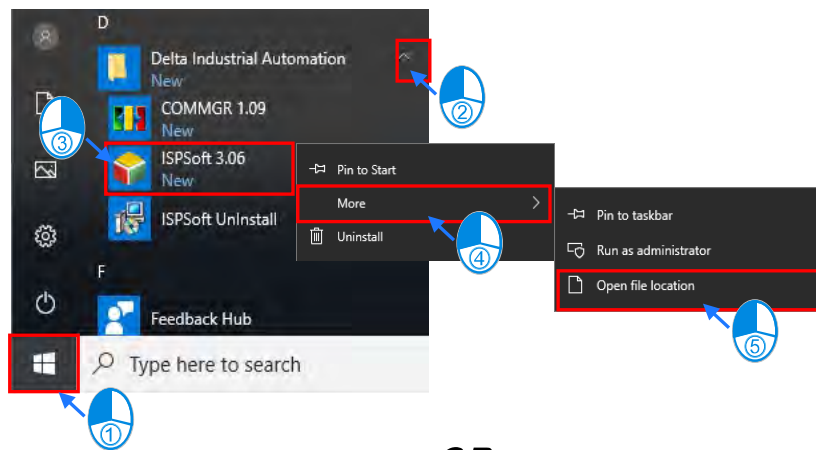 D
Delta Industrial Automation
New
②
COMMGR 1.09
New
③
ISPSoft 3.06
New
ISPSoft UnInstall
Pin to Start
More
Uninstall
④
Pin to taskbar
Run as administrator
Open file location
⑤
F
Feedback Hub
Type here to search
①